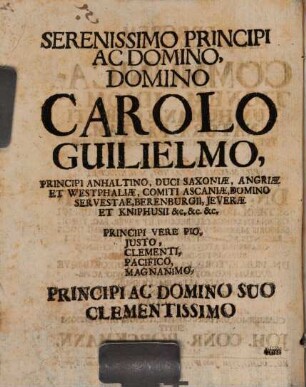 SERENISSIMO PRINCIPI
AC DOMINO,
DOMINO
CAROLO
GUILIELMO,
PRINCIPI ANHALTINO, DUCI SAXONIÆ, ANGRIÆ
ET WESTPHALIÆ, COMITI ASCANIÆ, DOMINO
SERVESTAE, BERENBURGII, JEVERÆ
ET KNIPHUSII &c, &c. &c,
PRINCIPI VERE PIO,
JUSTO,
CLEMENTI,
PACIFICO,
MAGNANIMO,
PRINCIPI AC DOMINO SUO
CLEMENTISSIMO